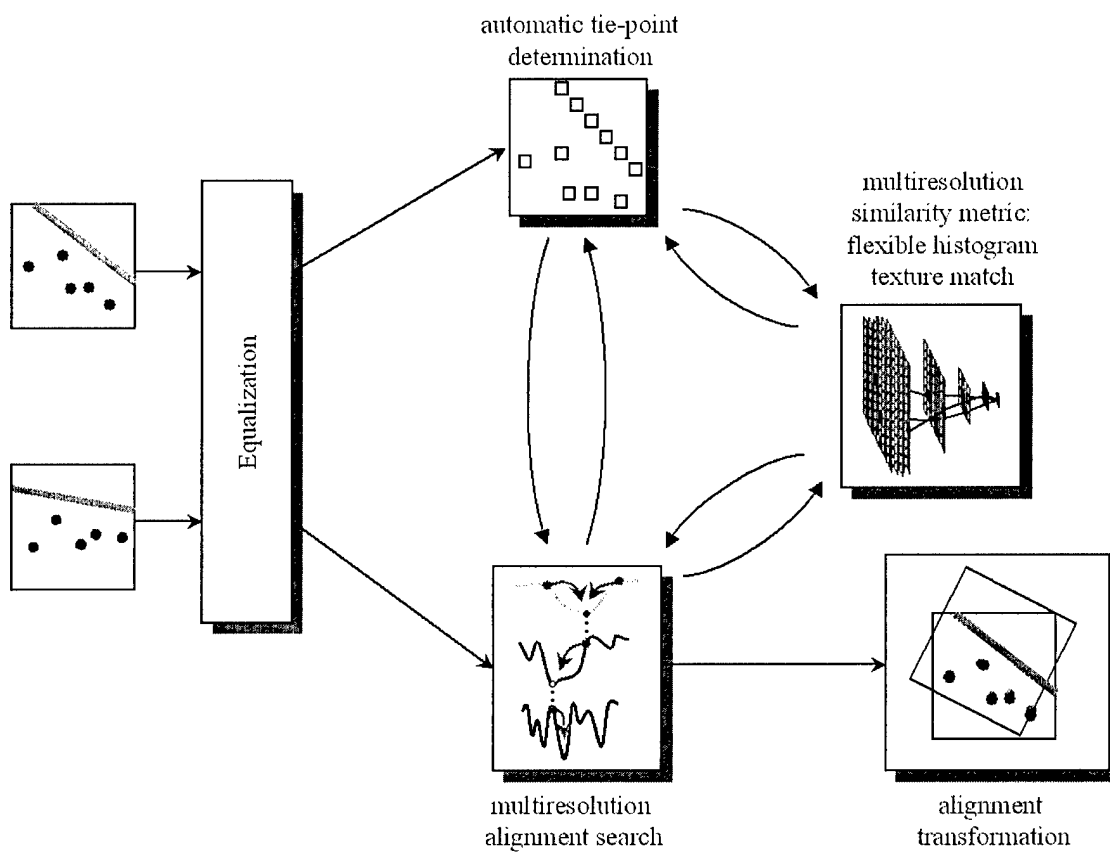 automatic tie-point
determination
multiresolution
similarity metric:
flexible histogram
texture match
Equalization
multiresolution
alignment search
alignment
transformation